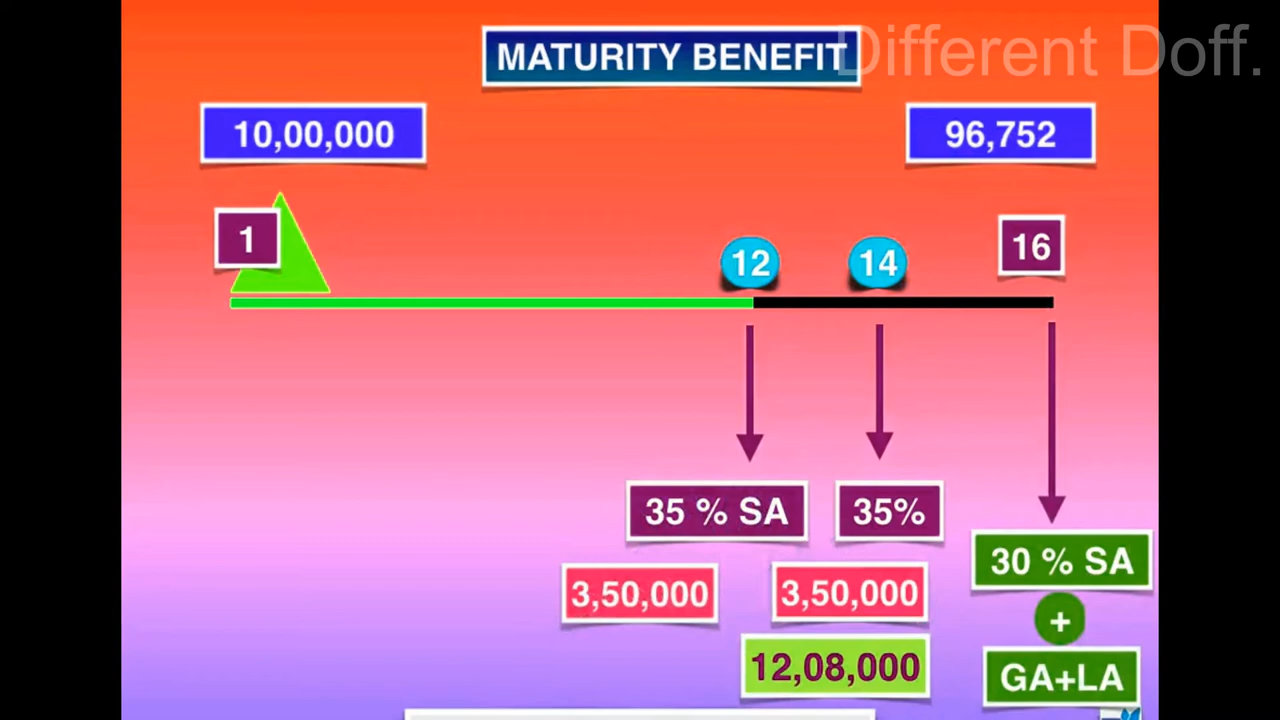 MATURITY BENEFIT
Different Doff.
10,00,000
96,752
1
12
14
16
35 % SA
35%
30 % SA
3,50,000
3,50,000
+
12,08,000
GA+LA